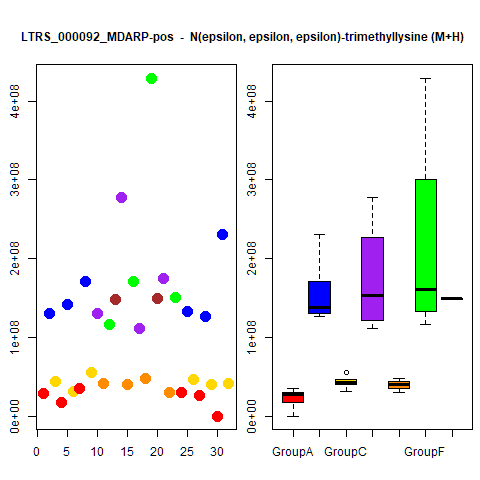 LTRS_000092_MDARP-pos - N(epsilon, epsilon, epsilon)-trimethyllysine (M+H)
4e+08
3e+08
2e+08
1e+08
0e+00
0 5 10 15 20 25 30
4e+08
3e+08
2e+08
1e+08
0e+00
GroupA GroupC GroupF